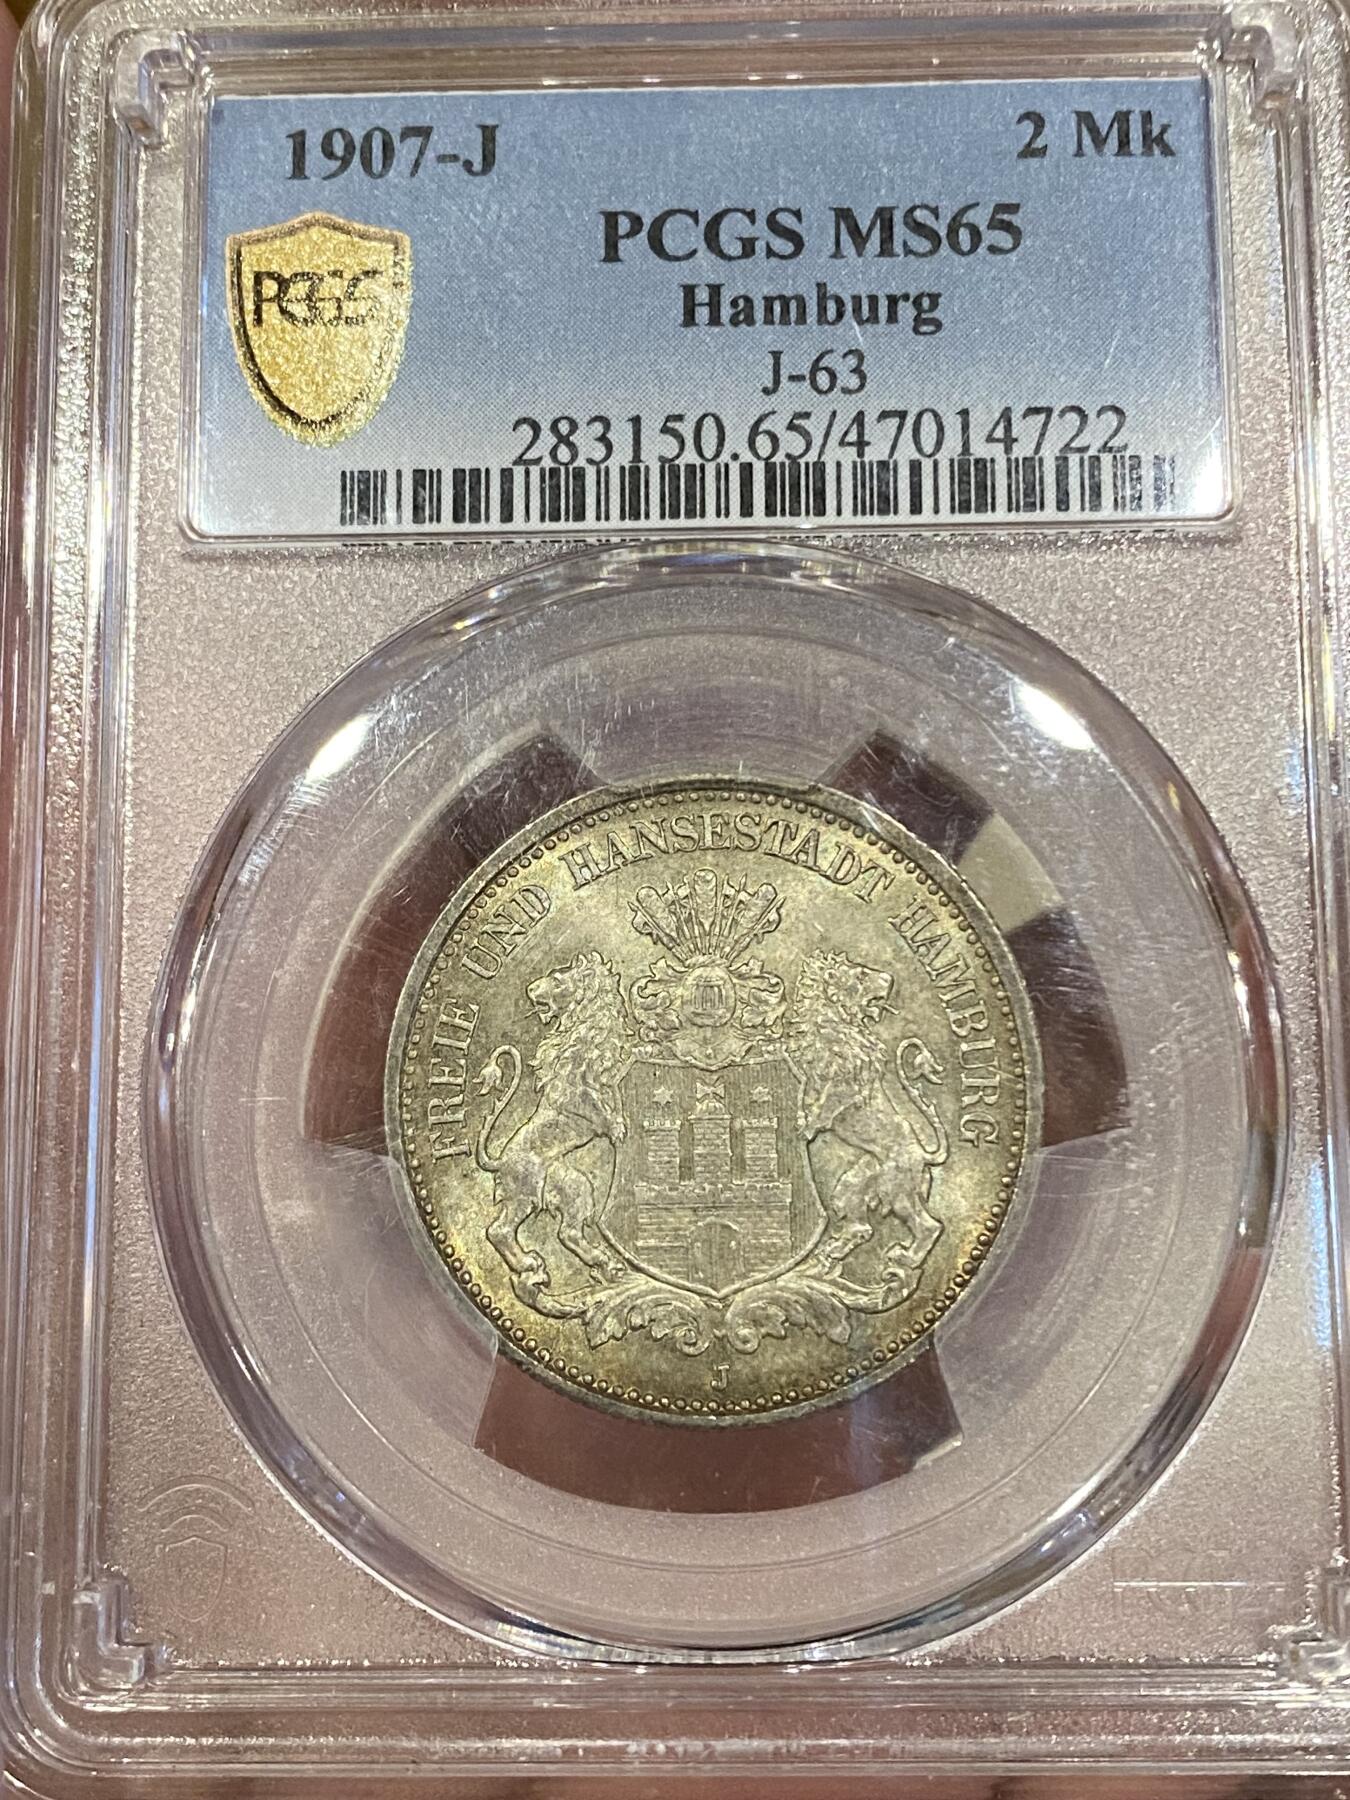 1907-J 2 Mk
PCGS MS65
Hamburg
J-63
283150.65/47014722
PCGS
FREIE UND HANSESTADT HAMBURG
J